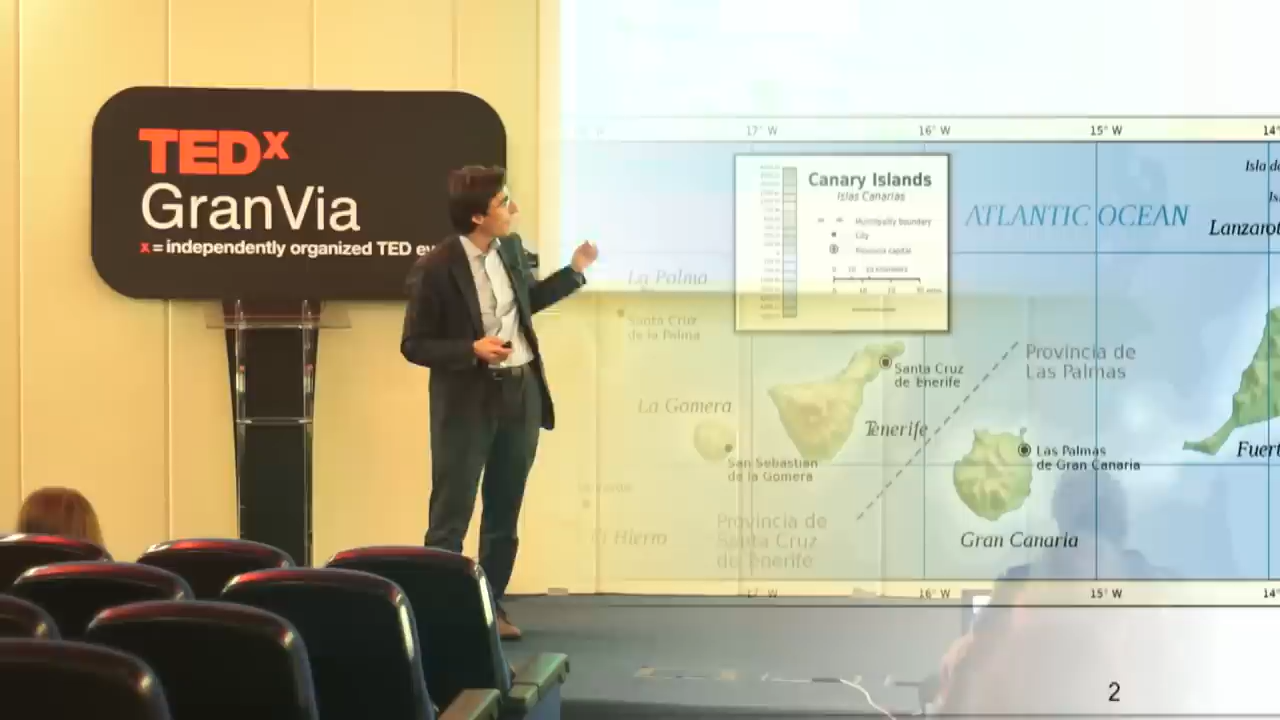 TEDx
GranVia
x = independently organized TED ev
17° W
16° W
15° W
14°
Canary Islands
Islas Canarias
Municipality boundary
City
Province capital
ATLANTIC OCEAN
Isla de
Lanzarot
La Palma
Santa Cruz
de la Palma
Santa Cruz
de Tenerife
Provincia de
Las Palmas
La Gomera
Tenerife
San Sebastian
de la Gomera
Las Palmas
de Gran Canaria
Fuert
El Hierro
Provincia de
Santa Cruz
de Tenerife
Gran Canaria
17° W
16° W
15° W
14°
2